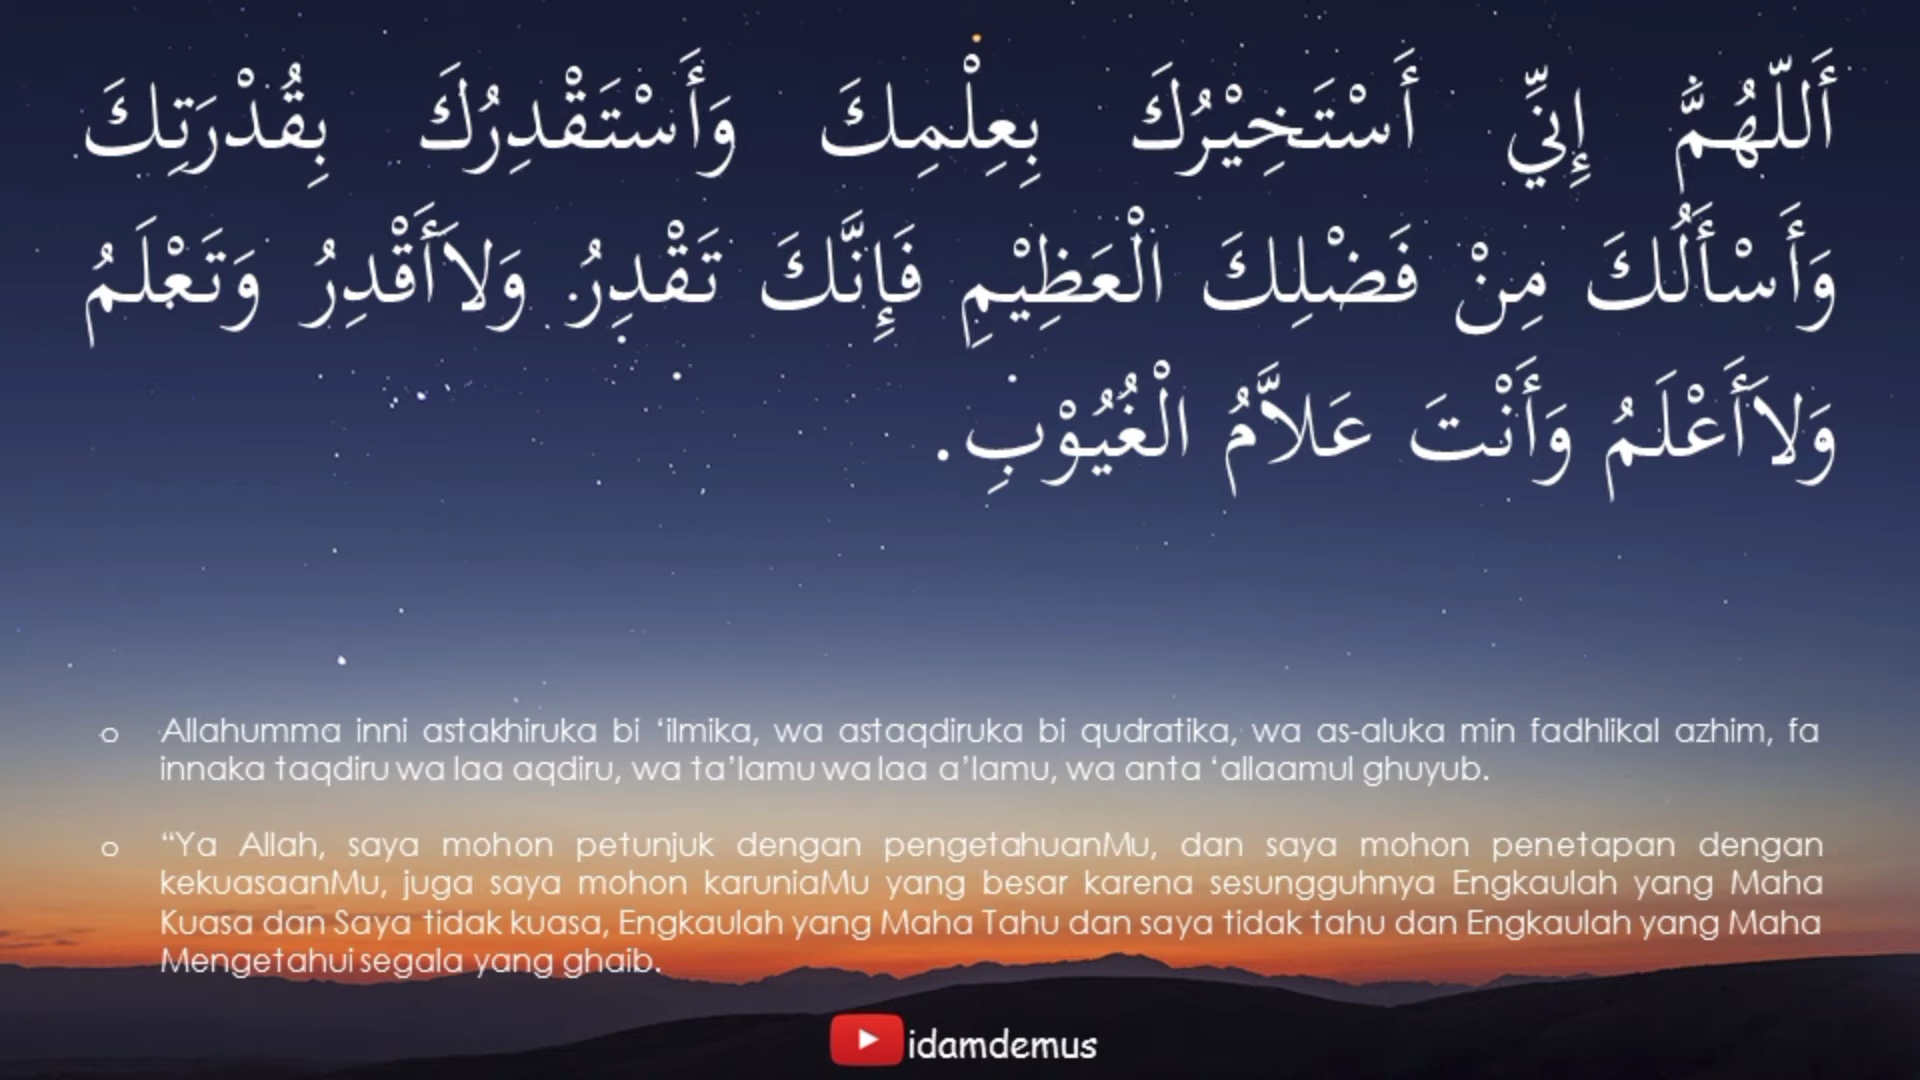 أَللّهُمَّ إِنِّي أَسْتَخِيْرُكَ بِعِلْمِكَ وَأَسْتَقْدِرُكَ بِقُدْرَتِكَ
وَأَسْأَلُكَ مِنْ فَضْلِكَ الْعَظِيْمِ فَإِنَّكَ تَقْدِرُ وَلاَأَقْدِرُ وَتَعْلَمُ
وَلاَأَعْلَمُ وَأَنْتَ عَلاَّمُ الْغُيُوْبِ.
o Allahumma inni astakhiruka bi ‘ilmika, wa astaqdiruka bi qudratika, wa as-aluka min fadhlikal azhim, fa
innaka taqdiru wa laa aqdiru, wa ta’lamu wa laa a’lamu, wa anta ‘allaamul ghuyub.
o “Ya Allah, saya mohon petunjuk dengan pengetahuanMu, dan saya mohon penetapan dengan
kekuasaanMu, juga saya mohon karuniaMu yang besar karena sesungguhnya Engkaulah yang Maha
Kuasa dan Saya tidak kuasa, Engkaulah yang Maha Tahu dan saya tidak tahu dan Engkaulah yang Maha
Mengetahui segala yang ghaib.
idamdemus